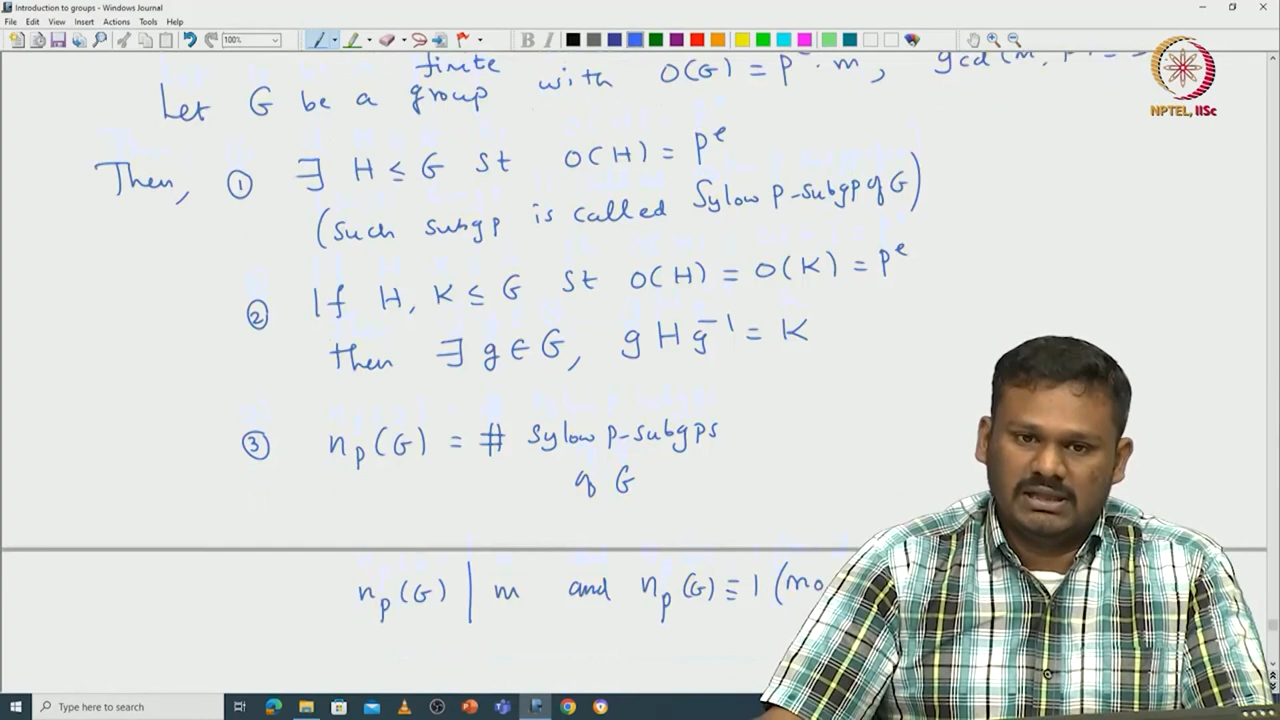 Introduction to groups - Windows Journal
File Edit View Insert Actions Tools Help
100%
B I
NPTEL, IISc
Let G be a finite group with O(G) = p^e · m, gcd(m,
Then, ① ∃ H ≤ G st O(H) = p^e
(such subgp is called Sylow p-subgp of G)
② If H, K ≤ G st O(H) = O(K) = p^e
then ∃ g ∈ G, g H g^-1 = K
③ n_p(G) = # Sylow p-subgps
of G
n_p(G) | m and n_p(G) ≡ 1 (mo
Type here to search